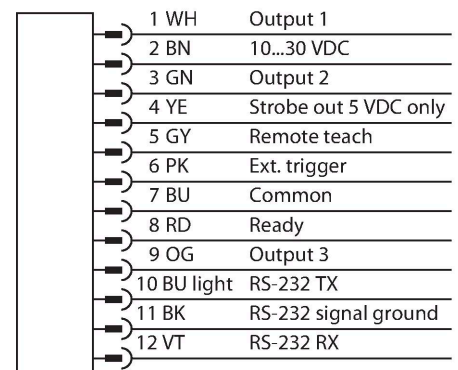 1 WH Output 1
2 BN 10...30 VDC
3 GN Output 2
4 YE Strobe out 5 VDC only
5 GY Remote teach
6 PK Ext. trigger
7 BU Common
8 RD Ready
9 OG Output 3
10 BU light RS-232 TX
11 BK RS-232 signal ground
12 VT RS-232 RX